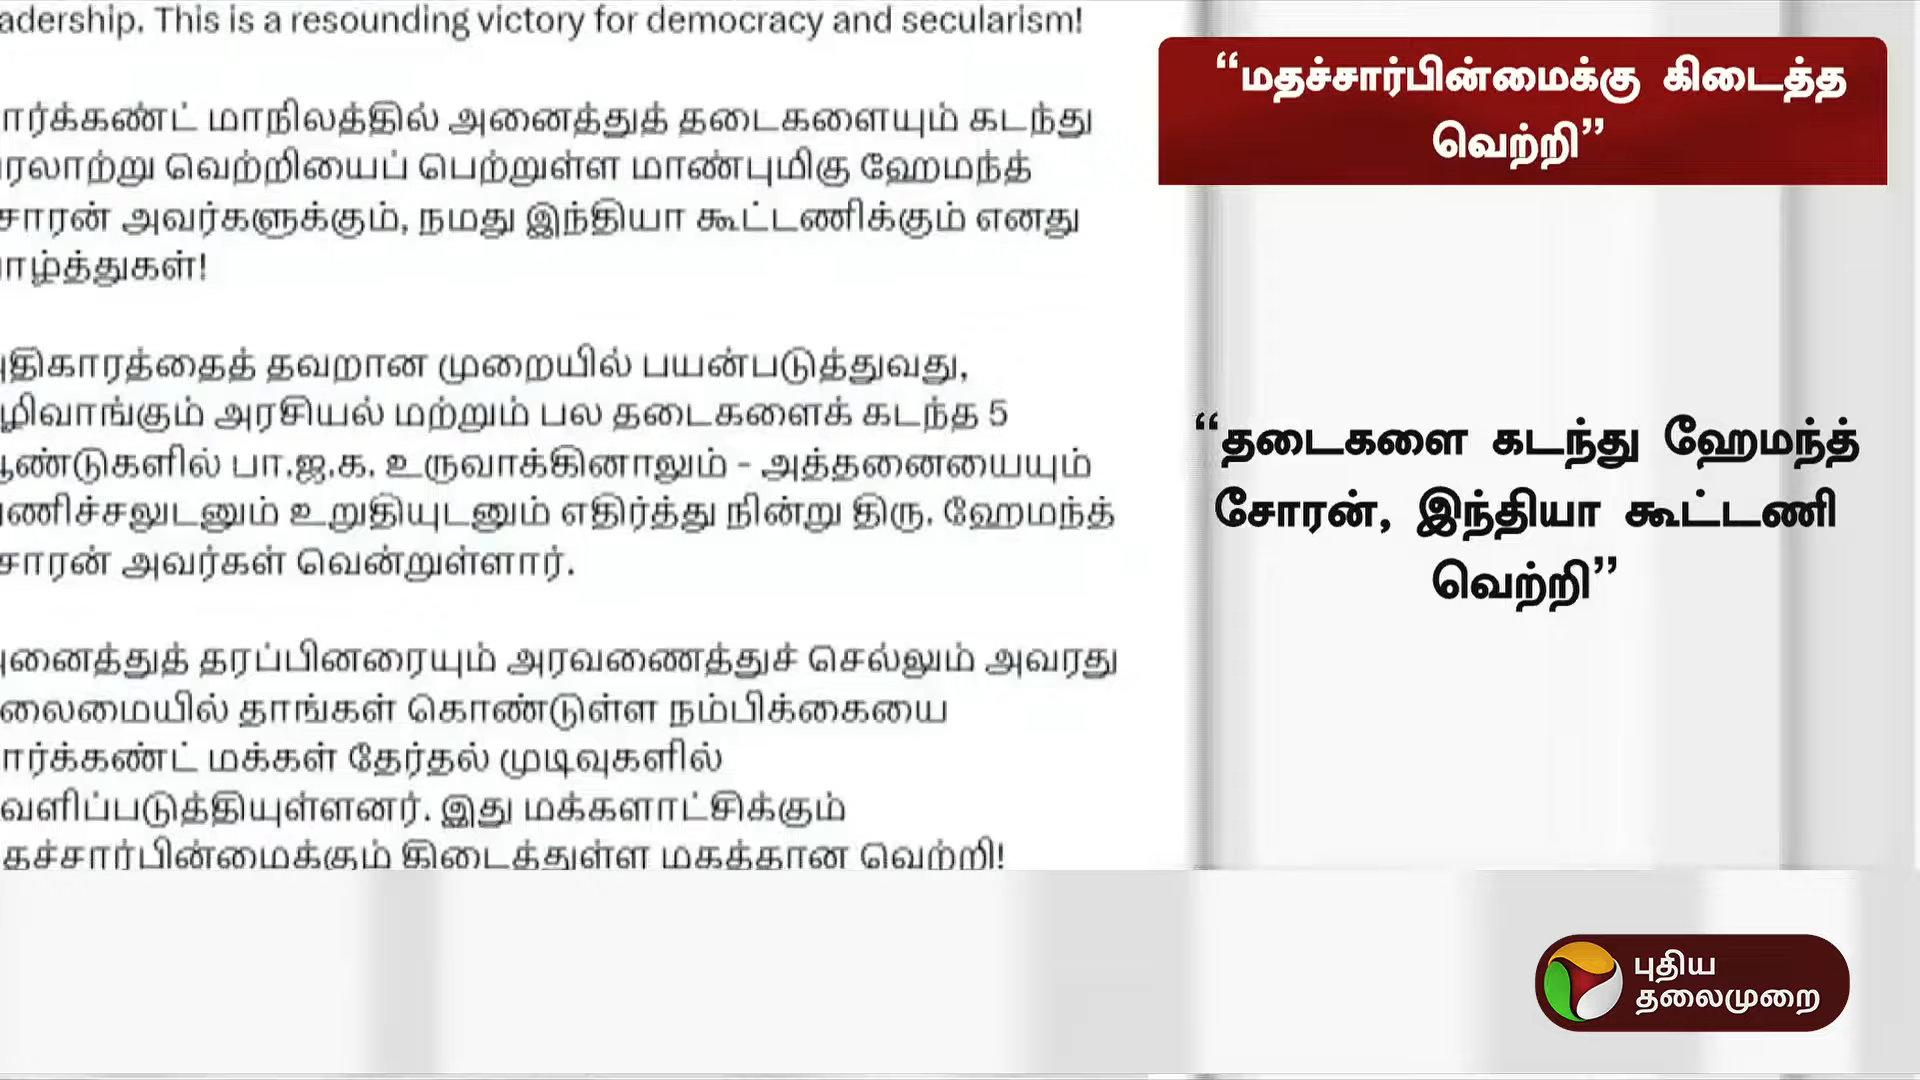 adership. This is a resounding victory for democracy and secularism!
ார்க்கண்ட் மாநிலத்தில் அனைத்துத் தடைகளையும் கடந்து
ரலாற்று வெற்றியைப் பெற்றுள்ள மாண்புமிகு ஹேமந்த்
சாரன் அவர்களுக்கும், நமது இந்தியா கூட்டணிக்கும் எனது
ாழ்த்துகள்!
திகாரத்தைத் தவறான முறையில் பயன்படுத்துவது,
ழிவாங்கும் அரசியல் மற்றும் பல தடைகளைக் கடந்த 5
ஆண்டுகளில் பா.ஜ.க. உருவாக்கினாலும் - அத்தனையையும்
ணிச்சலுடனும் உறுதியுடனும் எதிர்த்து நின்று திரு. ஹேமந்த்
சாரன் அவர்கள் வென்றுள்ளார்.
னைத்துத் தரப்பினரையும் அரவணைத்துச் செல்லும் அவரது
லைமையில் தாங்கள் கொண்டுள்ள நம்பிக்கையை
ார்க்கண்ட் மக்கள் தேர்தல் முடிவுகளில்
வளிப்படுத்தியுள்ளனர். இது மக்களாட்சிக்கும்
தச்சார்பின்மைக்கும் கிடைத்துள்ள மகத்தான வெற்றி!
“மதச்சார்பின்மைக்கு கிடைத்த
வெற்றி”
“தடைகளை கடந்து ஹேமந்த்
சோரன், இந்தியா கூட்டணி
வெற்றி”
புதிய
தலைமுறை